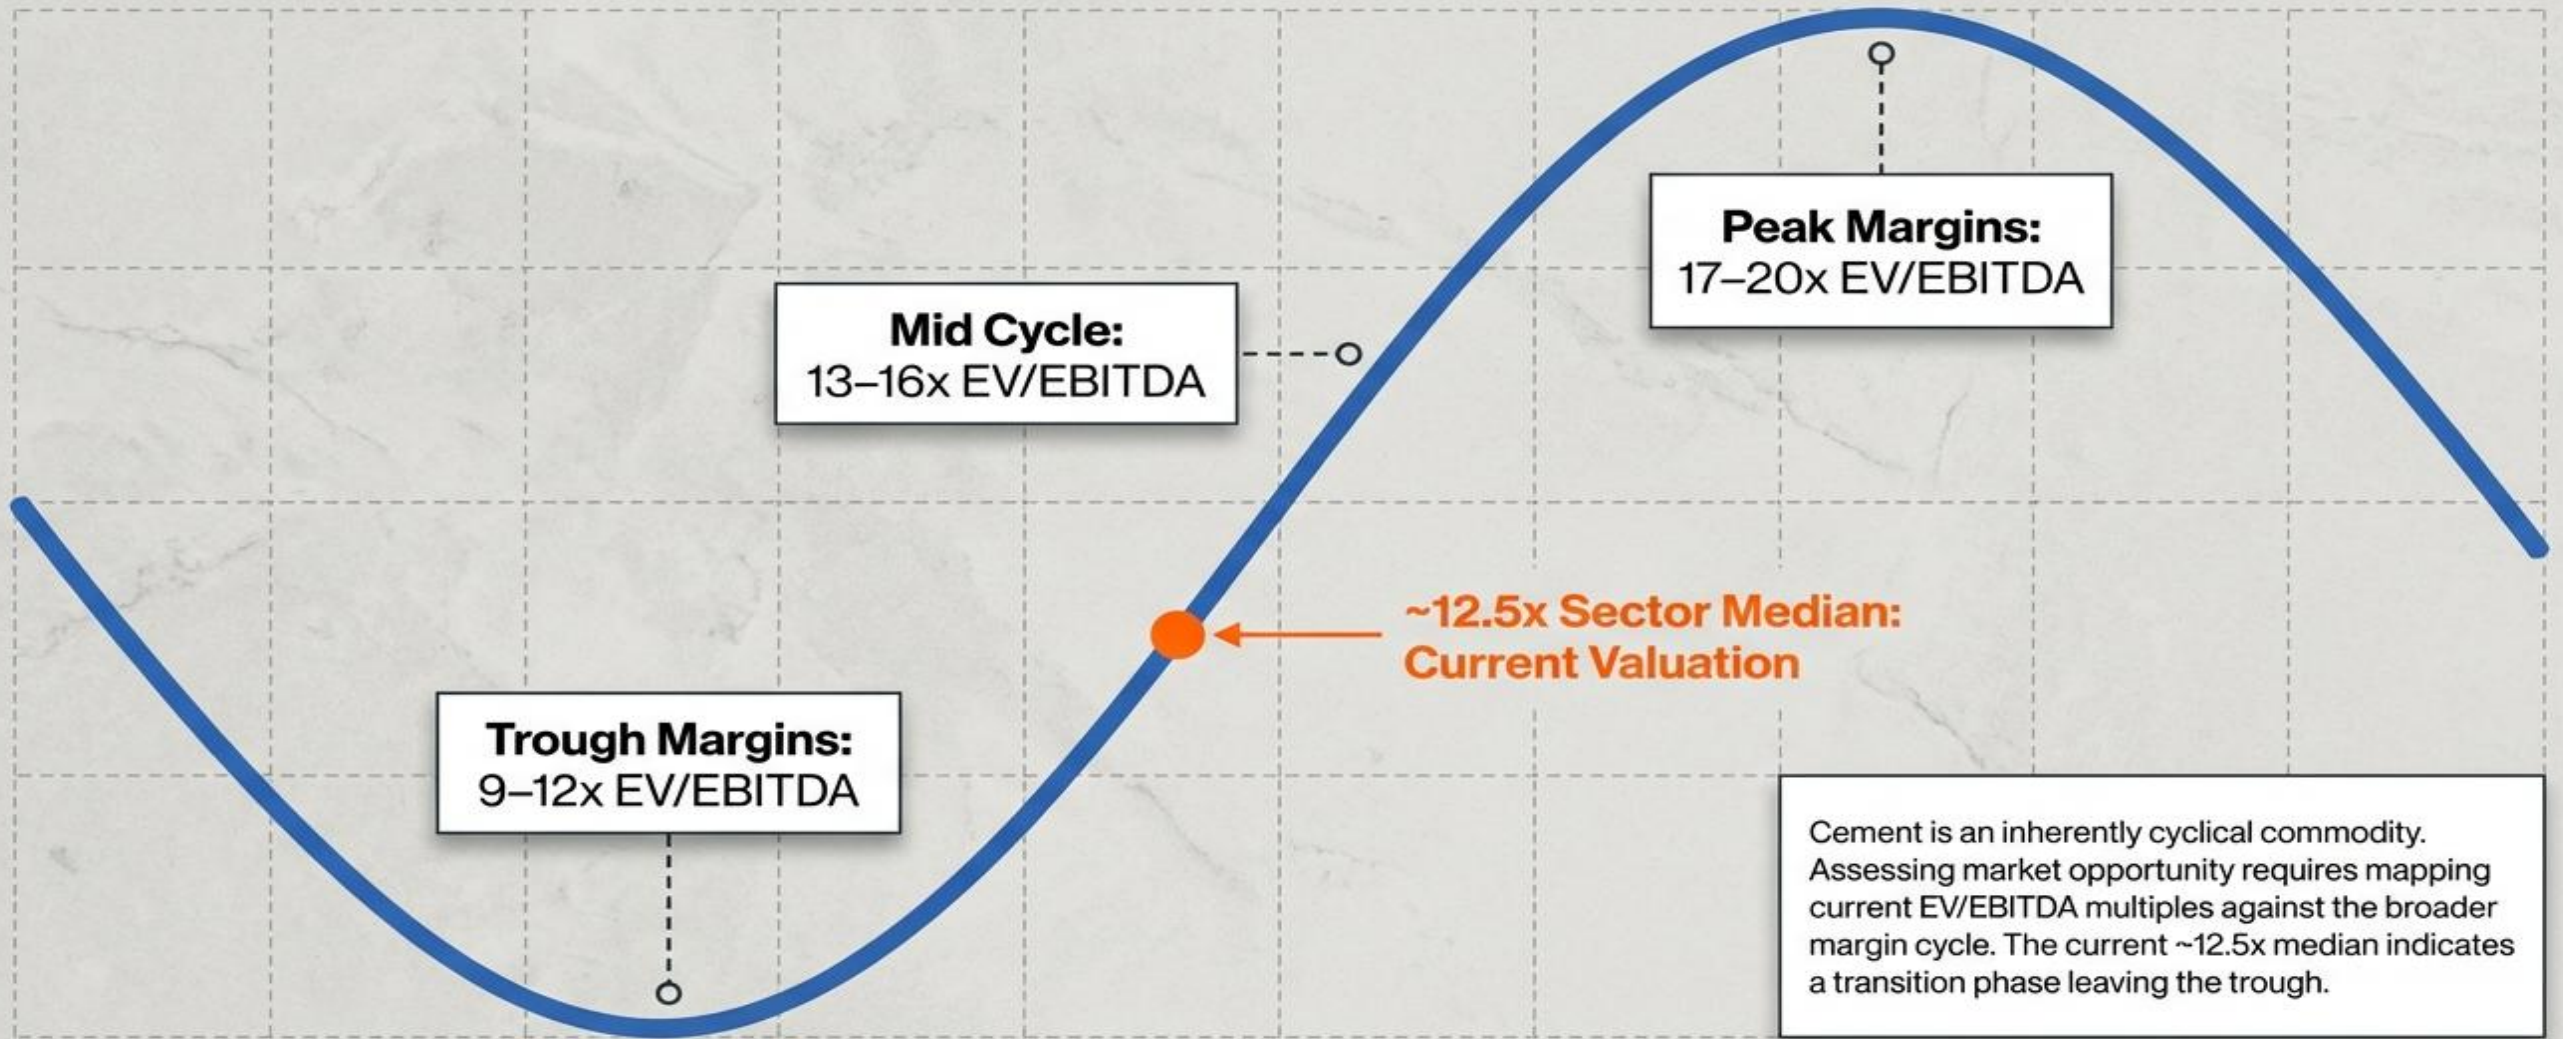 Peak Margins:
17–20x EV/EBITDA
Mid Cycle:
13–16x EV/EBITDA
~12.5x Sector Median:
Current Valuation
Trough Margins:
9–12x EV/EBITDA
Cement is an inherently cyclical commodity.
Assessing market opportunity requires mapping
current EV/EBITDA multiples against the broader
margin cycle. The current ~12.5x median indicates
a transition phase leaving the trough.